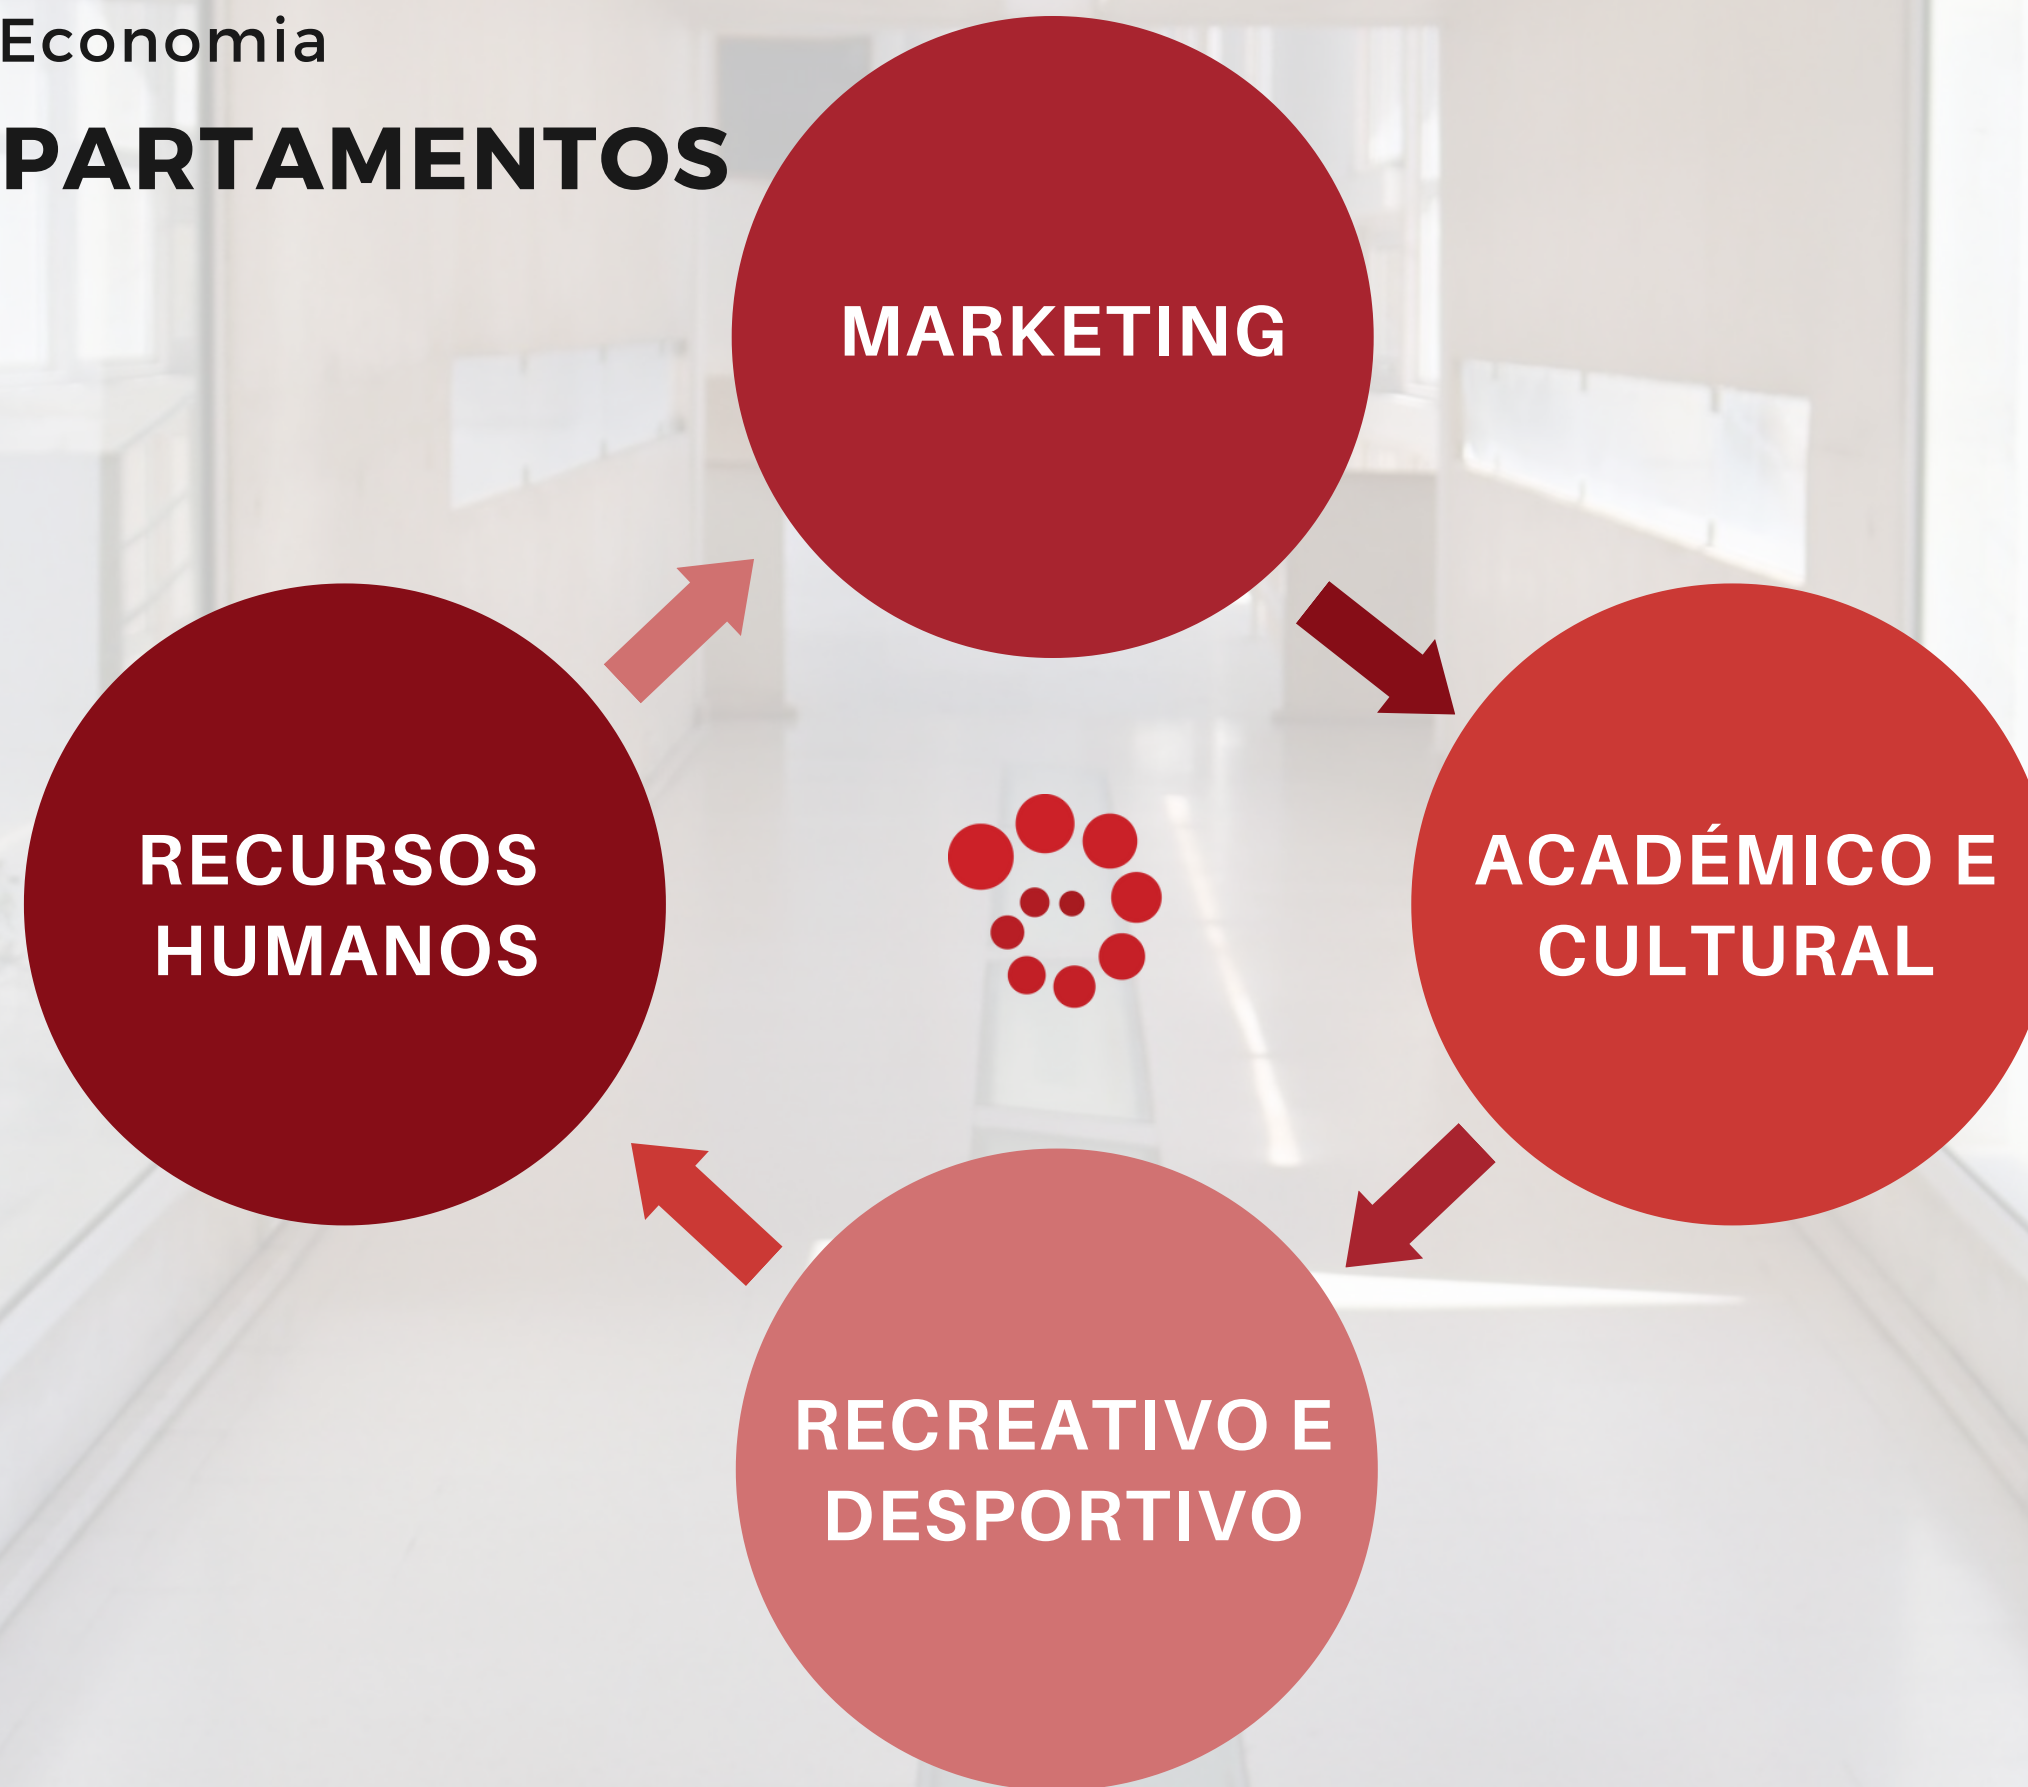 Economia
PARTAMENTOS
MARKETING
RECURSOS
HUMANOS
ACADÉMICO E
CULTURAL
RECREATIVO E
DESPORTIVO